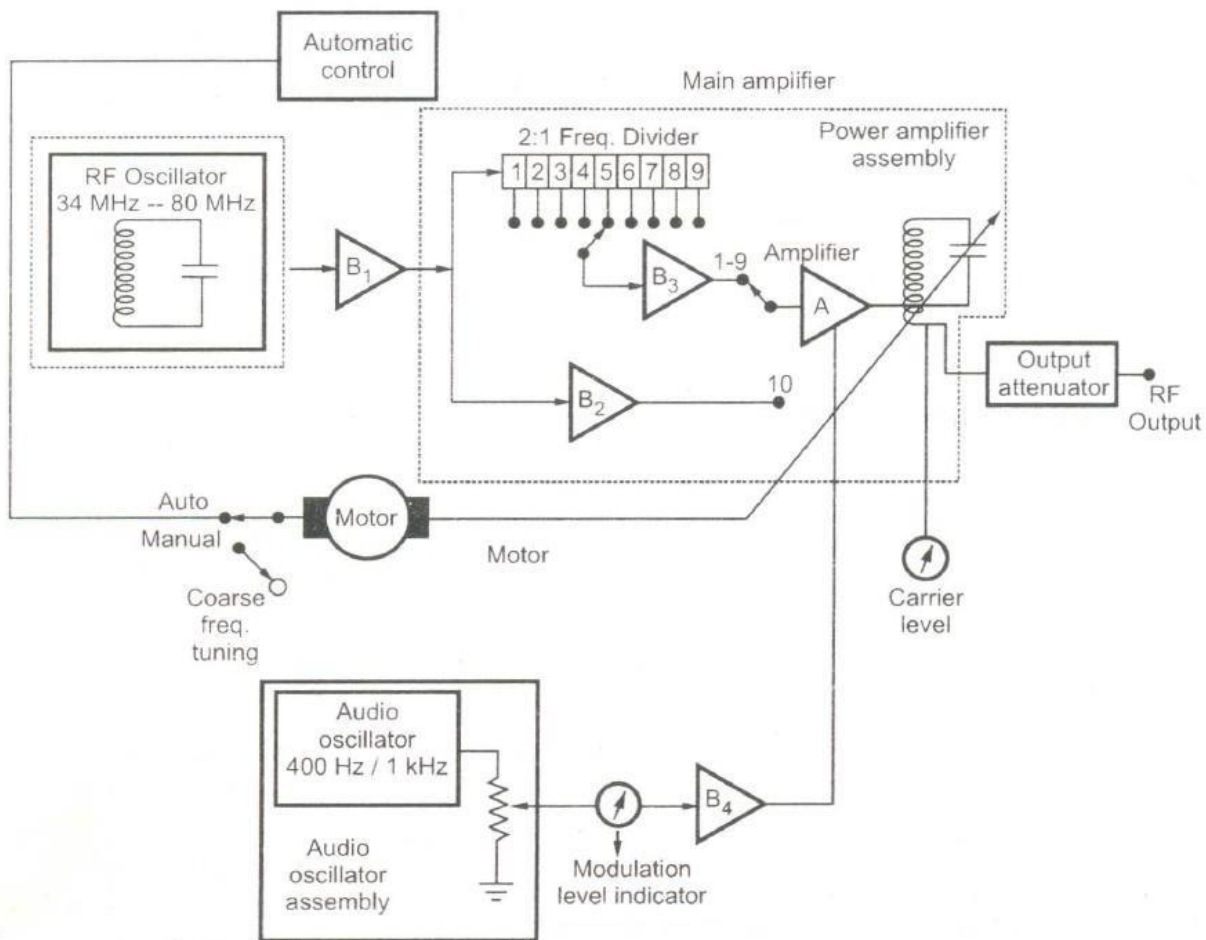 Automatic
control
Main amplifier
2:1 Freq. Divider
1 2 3 4 5 6 7 8 9
Power amplifier
assembly
RF Oscillator
34 MHz -- 80 MHz
B1
B3
1-9
Amplifier
A
B2
10
Output
attenuator
RF
Output
Auto
Manual
Motor
Motor
Coarse
freq.
tuning
Carrier
level
Audio
oscillator
400 Hz / 1 kHz
Audio
oscillator
assembly
B4
Modulation
level indicator